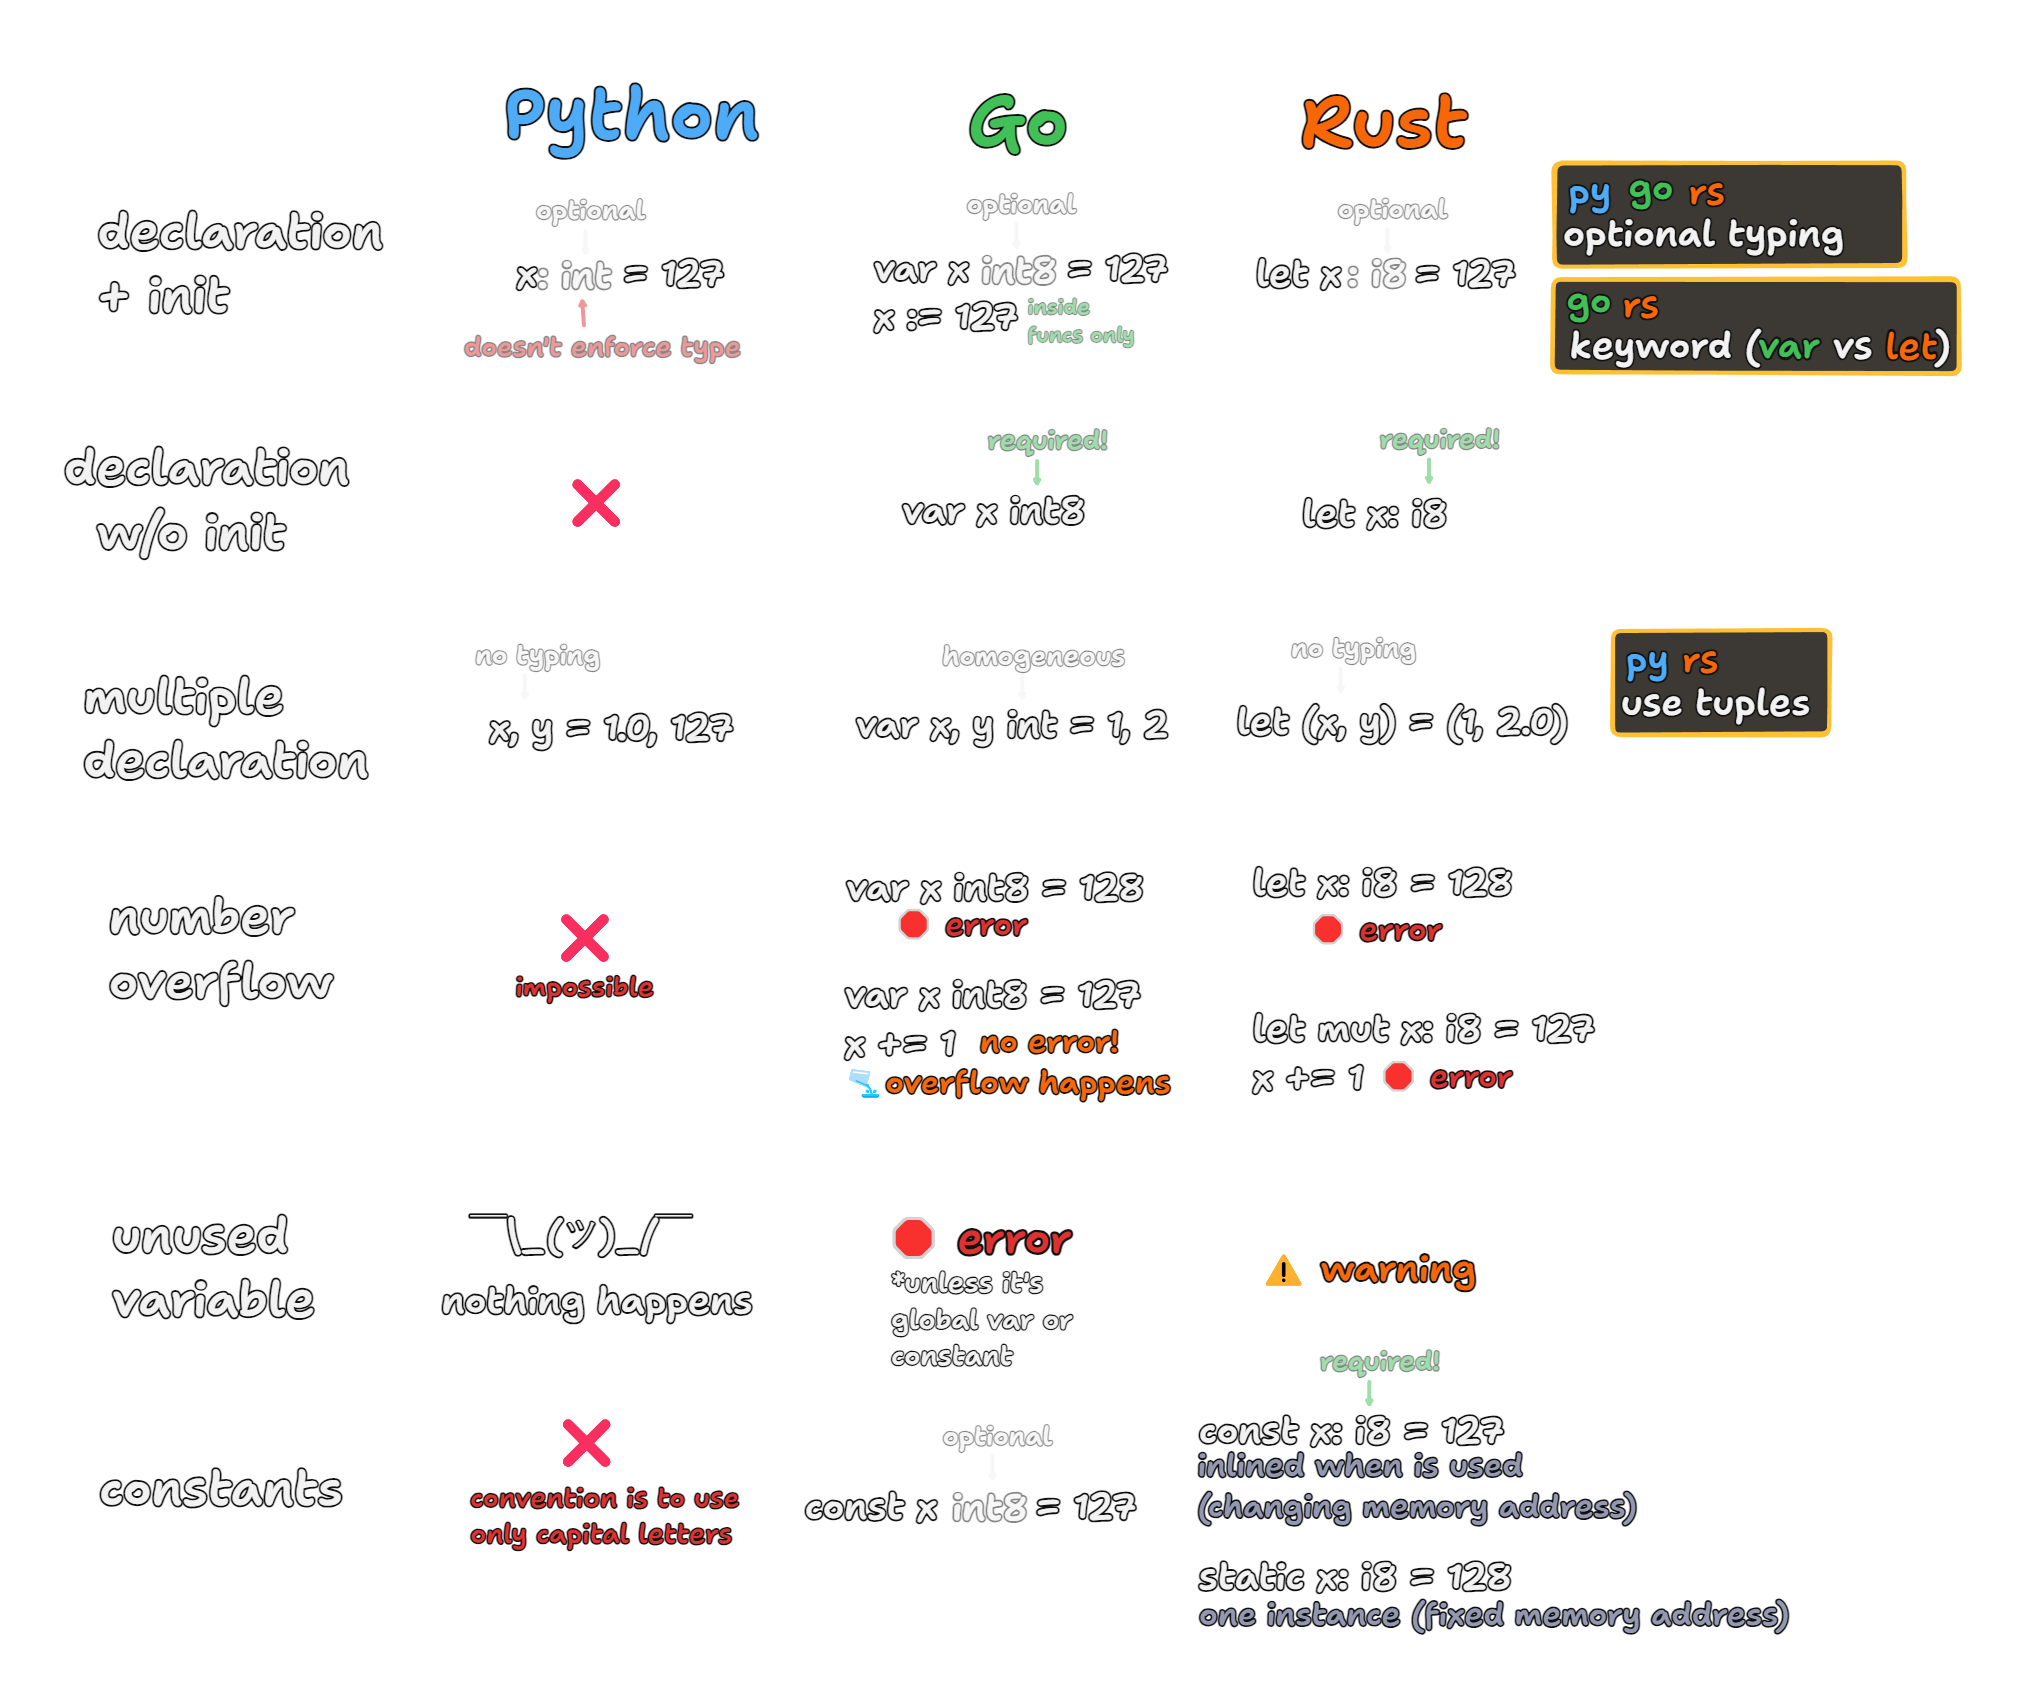 Python
Go
Rust
declaration
+ init
optional
x: int = 127
doesn't enforce type
optional
var x int8 = 127
x := 127 inside
funcs only
optional
let x: i8 = 127
py go rs
optional typing
go rs
keyword (var vs let)
declaration
w/o init
required!
var x int8
required!
let x: i8
multiple
declaration
no typing
x, y = 1.0, 127
homogeneous
var x, y int = 1, 2
no typing
let (x, y) = (1, 2.0)
py rs
use tuples
number
overflow
impossible
var x int8 = 128
error
var x int8 = 127
x += 1 no error!
overflow happens
let x: i8 = 128
error
let mut x: i8 = 127
x += 1 error
unused
variable
¯\_(ツ)_/¯
nothing happens
error
*unless it's
global var or
constant
warning
constants
convention is to use
only capital letters
optional
const x int8 = 127
required!
const x: i8 = 127
inlined when is used
(changing memory address)
static x: i8 = 128
one instance (fixed memory address)